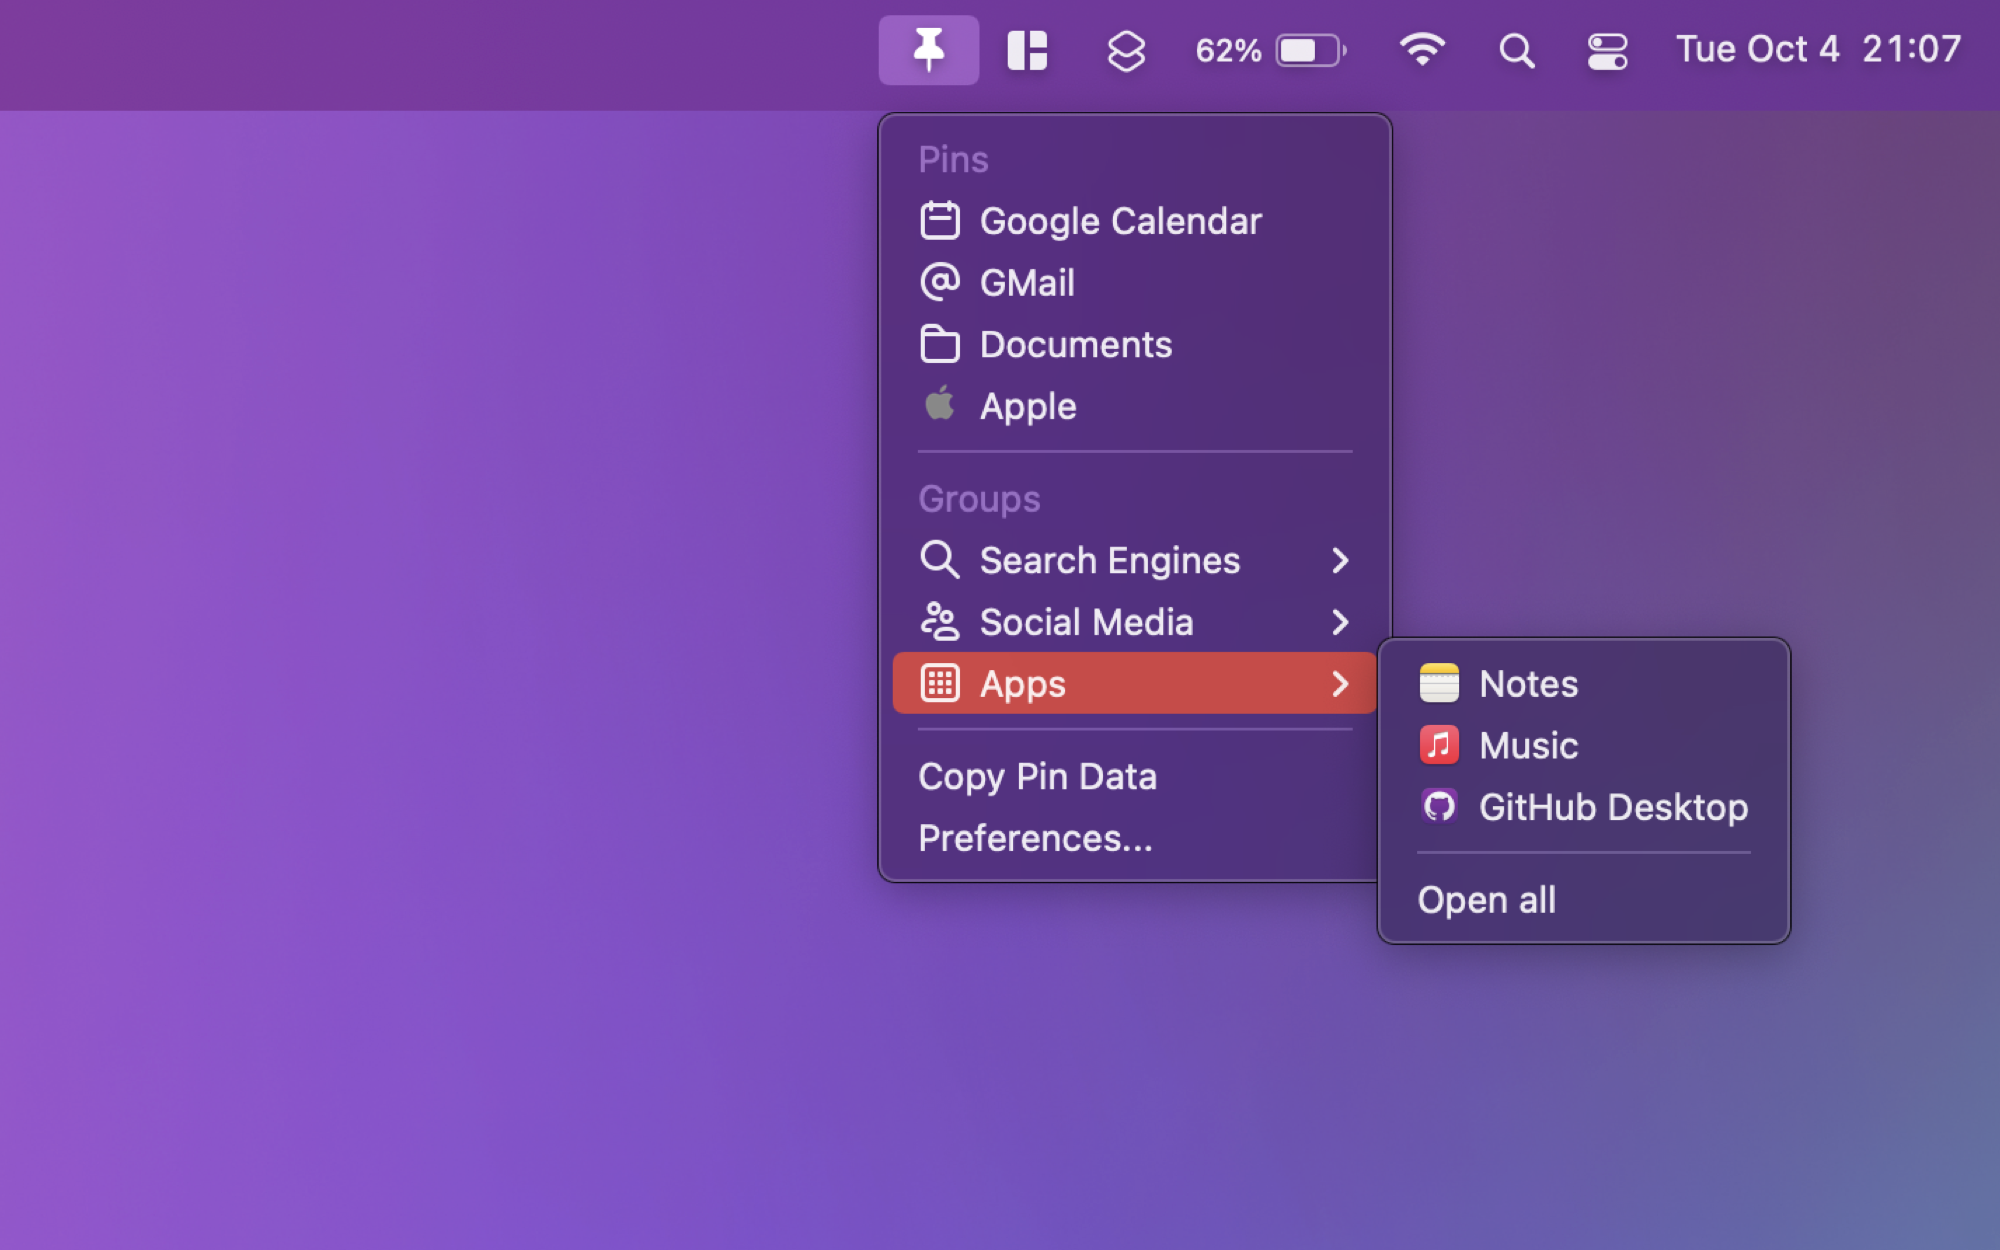 62% Tue Oct 4 21:07
Pins
Google Calendar
GMail
Documents
Apple
Groups
Search Engines
Social Media
Apps
Copy Pin Data
Preferences...
Notes
Music
GitHub Desktop
Open all